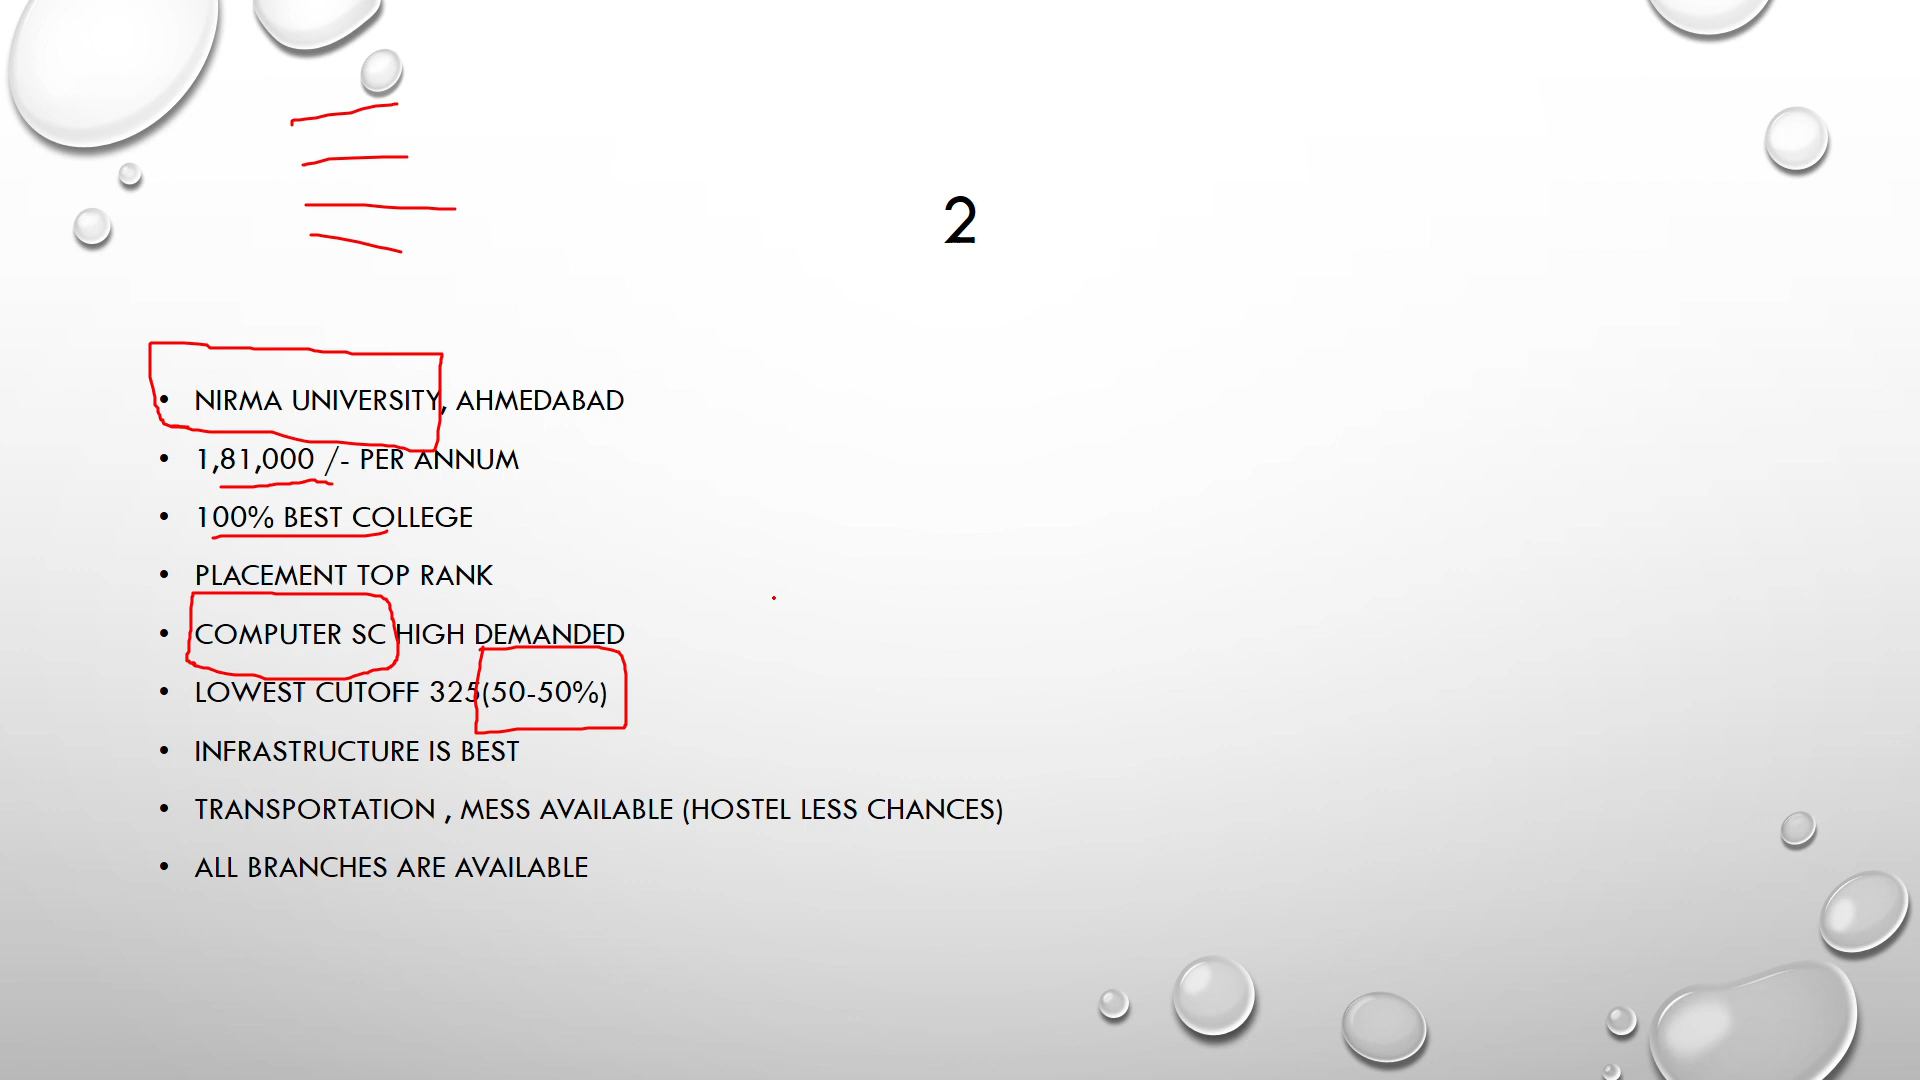 2
• NIRMA UNIVERSITY, AHMEDABAD
• 1,81,000 /- PER ANNUM
• 100% BEST COLLEGE
• PLACEMENT TOP RANK
• COMPUTER SC HIGH DEMANDED
• LOWEST CUTOFF 325(50-50%)
• INFRASTRUCTURE IS BEST
• TRANSPORTATION , MESS AVAILABLE (HOSTEL LESS CHANCES)
• ALL BRANCHES ARE AVAILABLE